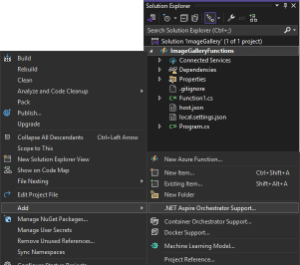 Solution Explorer
Search Solution Explorer (Ctrl+;)
Solution 'ImageGallery' (1 of 1 project)
ImageGalleryFunctions
Connected Services
Dependencies
Properties
.gitignore
Function1.cs
host.json
local.settings.json
Program.cs
Build
Rebuild
Clean
Analyze and Code Cleanup
Pack
Publish...
Upgrade
Collapse All Descendants Ctrl+Left Arrow
Scope to This
New Solution Explorer View
Show on Code Map
File Nesting
Edit Project File
Add
Manage NuGet Packages...
Manage User Secrets
Remove Unused References...
Sync Namespaces
Configure Startup Projects...
New Azure Function...
New Item... Ctrl+Shift+A
Existing Item... Shift+Alt+A
New Folder
.NET Aspire Orchestrator Support...
Container Orchestrator Support...
Docker Support...
Machine Learning Model...
Project Reference...